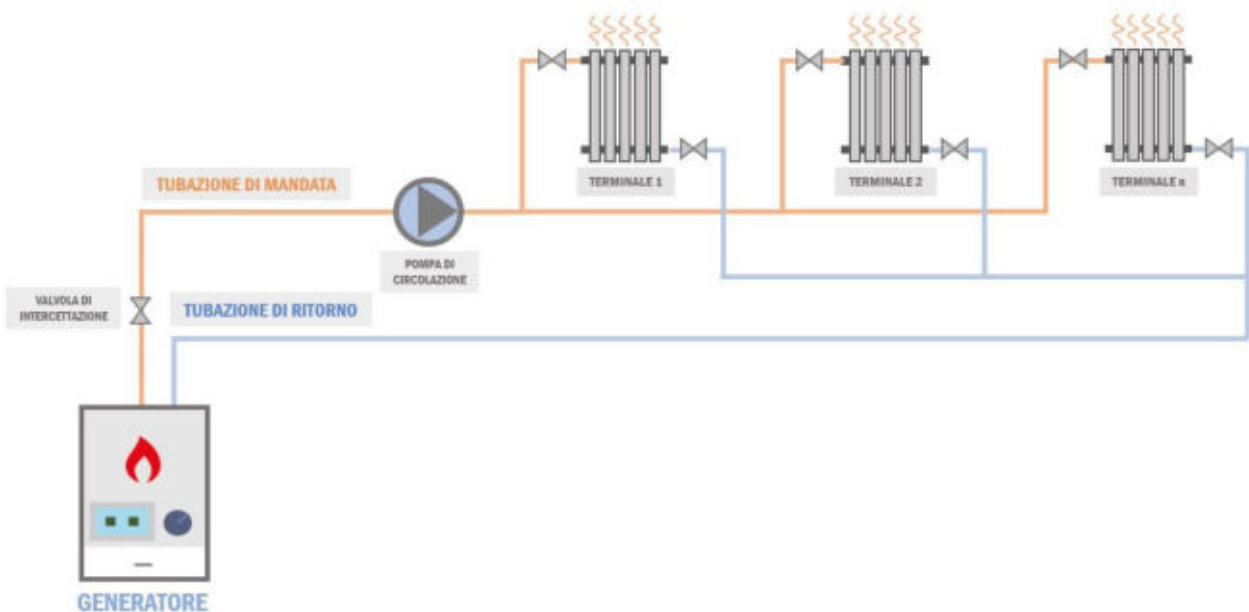 TERMINALE 1
TERMINALE 2
TERMINALE n
TUBAZIONE DI MANDATA
POMPA DI
CIRCOLAZIONE
VALVOLA DI
INTERCETTAZIONE
TUBAZIONE DI RITORNO
GENERATORE